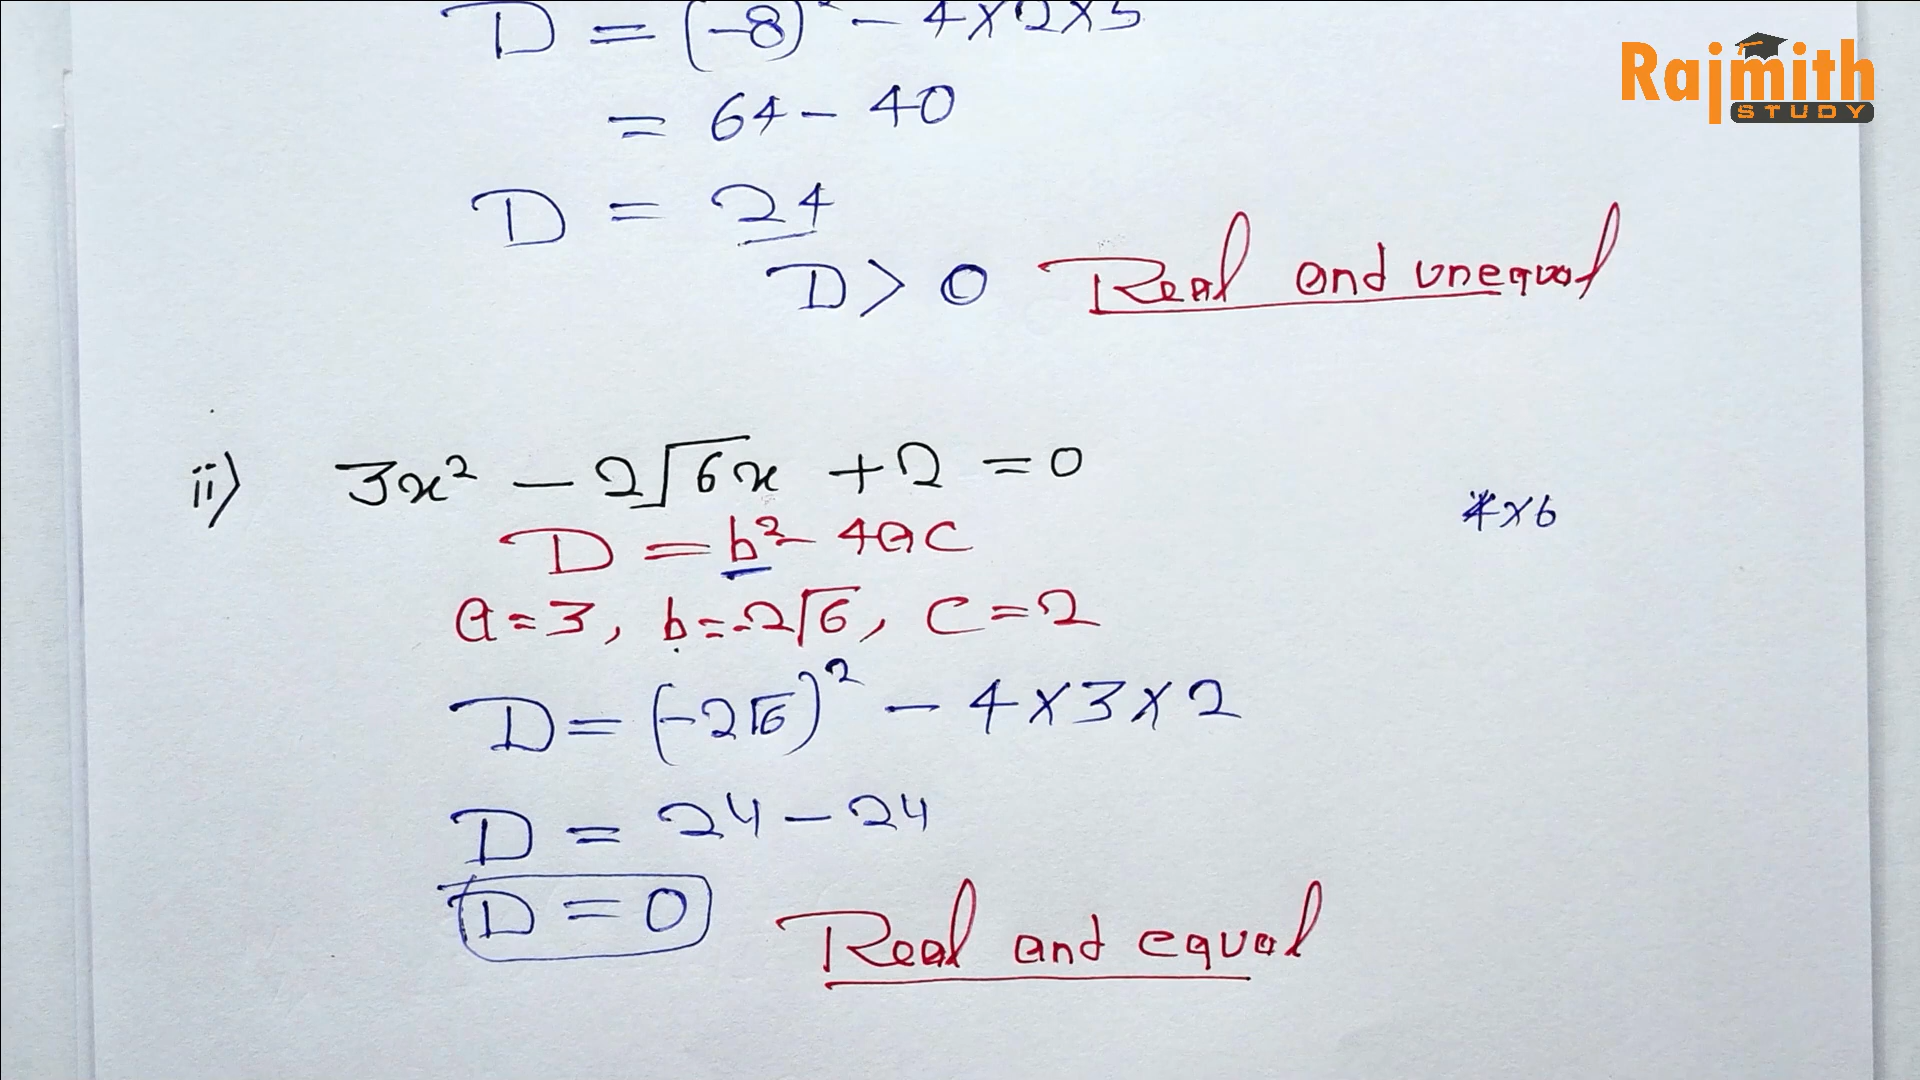 D = (-8)² - 4×2×5
= 64 - 40
D = 24
D > 0 Real and unequal
Rajmith
STUDY
ii) 3x² - 2√6x + 2 = 0
4×6
D = b² - 4ac
a = 3, b = -2√6, c = 2
D = (-2√6)² - 4×3×2
D = 24 - 24
D = 0 Real and equal